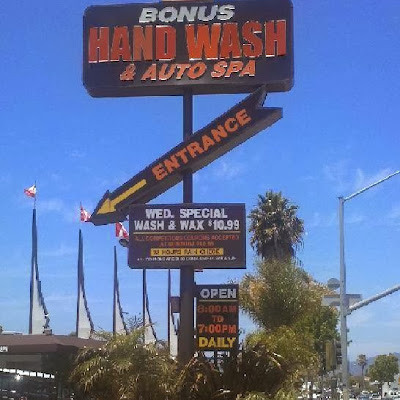 BONUS
HAND WASH
& AUTO SPA
ENTRANCE
WED. SPECIAL
WASH & WAX $10.99
OPEN
8:00AM
TO
7:00PM
DAILY